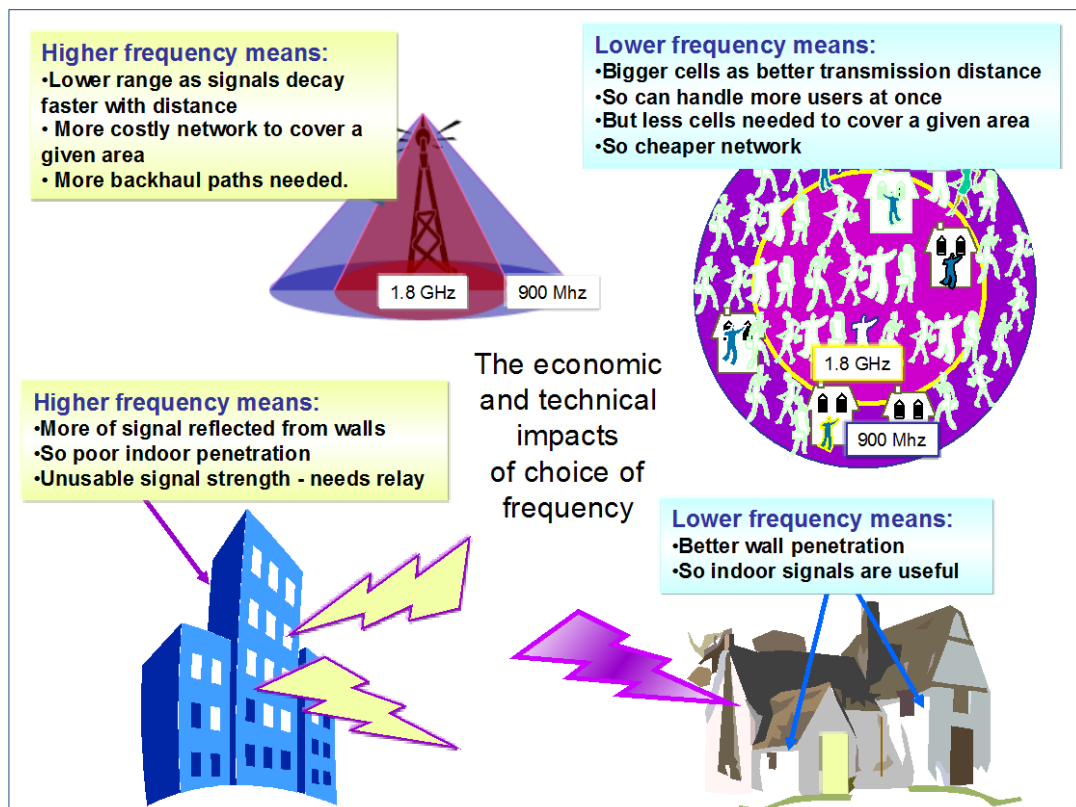 Higher frequency means:
•Lower range as signals decay
faster with distance
• More costly network to cover a
given area
• More backhaul paths needed.
1.8 GHz
900 Mhz
Lower frequency means:
•Bigger cells as better transmission distance
•So can handle more users at once
•But less cells needed to cover a given area
•So cheaper network
1.8 GHz
900 Mhz
The economic
and technical
impacts
of choice of
frequency
Higher frequency means:
•More of signal reflected from walls
•So poor indoor penetration
•Unusable signal strength - needs relay
Lower frequency means:
•Better wall penetration
•So indoor signals are useful